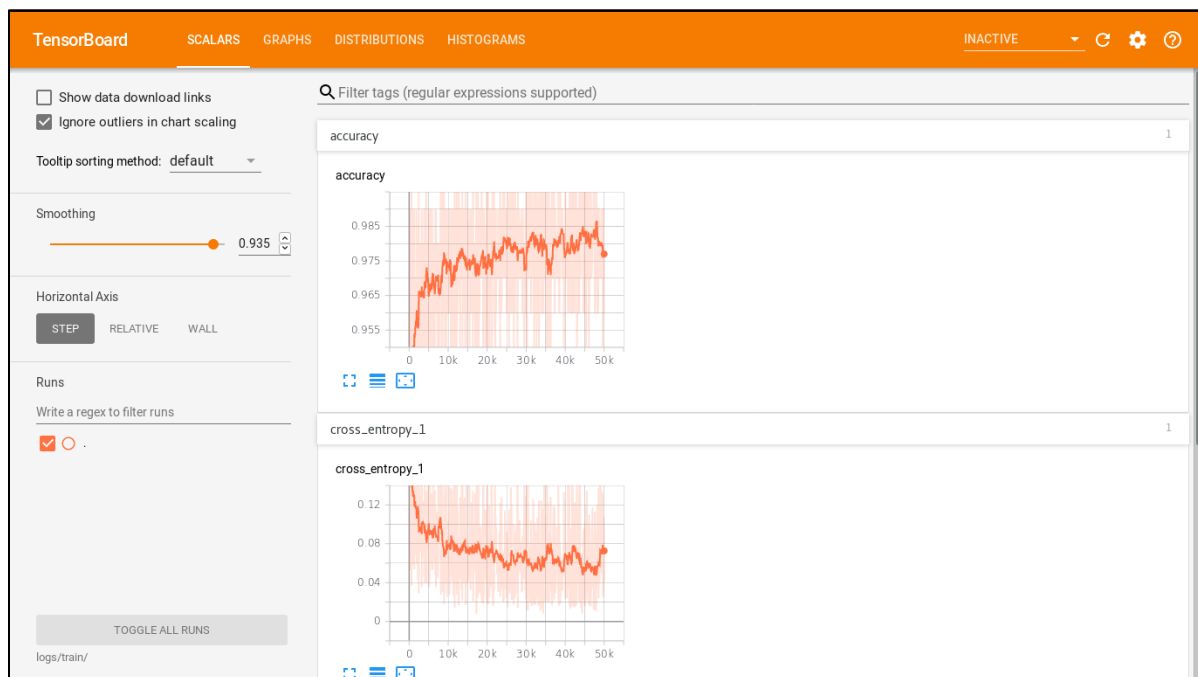 TensorBoard SCALARS GRAPHS DISTRIBUTIONS HISTOGRAMS INACTIVE
Show data download links
Ignore outliers in chart scaling
Tooltip sorting method: default
Smoothing
0.935
Horizontal Axis
STEP RELATIVE WALL
Runs
Write a regex to filter runs
.
TOGGLE ALL RUNS
logs/train/
Filter tags (regular expressions supported)
accuracy 1
accuracy
0.985
0.975
0.965
0.955
0 10k 20k 30k 40k 50k
cross_entropy_1 1
cross_entropy_1
0.12
0.08
0.04
0
0 10k 20k 30k 40k 50k